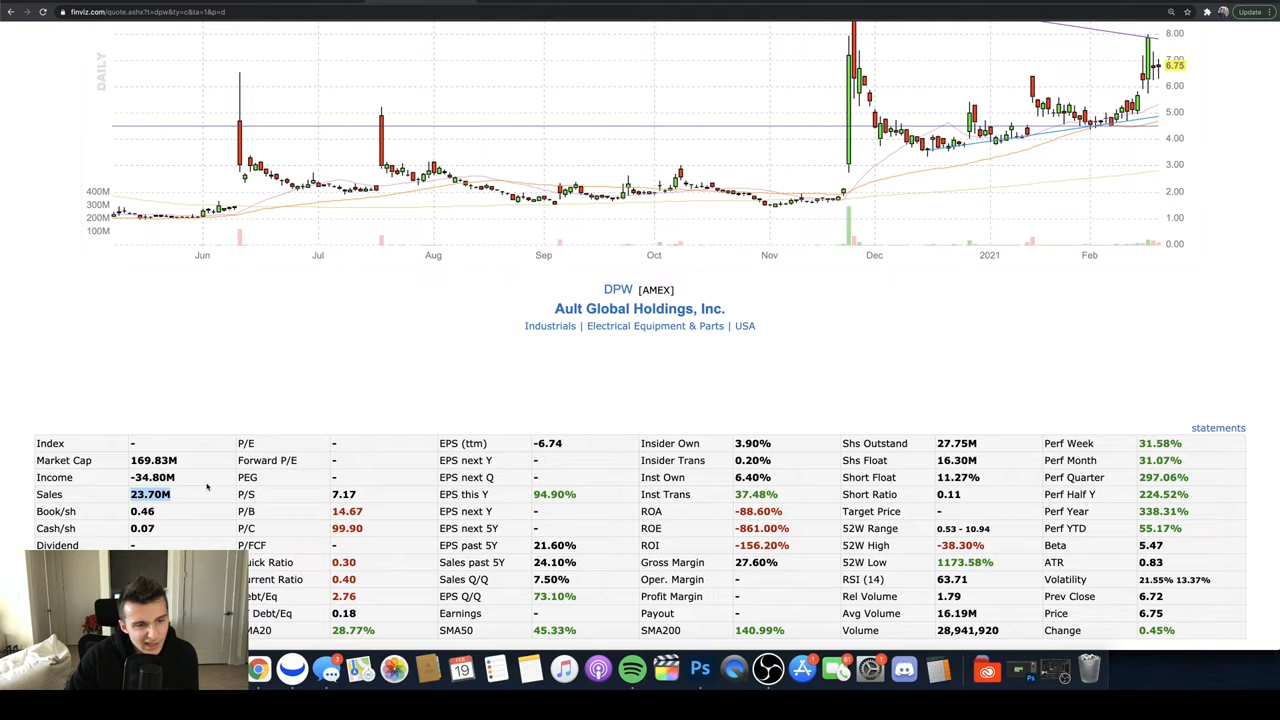 finviz.com/quote.ashx?t=dpw&ty=c&ta=1&p=d
Update
DAILY
8.00
7.00
6.75
6.00
5.00
4.00
3.00
2.00
1.00
0.00
400M
300M
200M
100M
Jun Jul Aug Sep Oct Nov Dec 2021 Feb
DPW [AMEX]
Ault Global Holdings, Inc.
Industrials | Electrical Equipment & Parts | USA
statements
Index - P/E - EPS (ttm) -6.74 Insider Own 3.90% Shs Outstand 27.75M Perf Week 31.58%
Market Cap 169.83M Forward P/E - EPS next Y - Insider Trans 0.20% Shs Float 16.30M Perf Month 31.07%
Income -34.80M PEG - EPS next Q - Inst Own 6.40% Short Float 11.27% Perf Quarter 297.06%
Sales 23.70M P/S 7.17 EPS this Y 94.90% Inst Trans 37.48% Short Ratio 0.11 Perf Half Y 224.52%
Book/sh 0.46 P/B 14.67 EPS next Y - ROA -88.60% Target Price - Perf Year 338.31%
Cash/sh 0.07 P/C 99.90 EPS next 5Y - ROE -861.00% 52W Range 0.53 - 10.94 Perf YTD 55.17%
Dividend - P/FCF - EPS past 5Y 21.60% ROI -156.20% 52W High -38.30% Beta 5.47
uick Ratio 0.30 Sales past 5Y 24.10% Gross Margin 27.60% 52W Low 1173.58% ATR 0.83
urrent Ratio 0.40 Sales Q/Q 7.50% Oper. Margin - RSI (14) 63.71 Volatility 21.55% 13.37%
ebt/Eq 2.76 EPS Q/Q 73.10% Profit Margin - Rel Volume 1.79 Prev Close 6.72
Debt/Eq 0.18 Earnings - Payout - Avg Volume 16.19M Price 6.75
MA20 28.77% SMA50 45.33% SMA200 140.99% Volume 28,941,920 Change 0.45%
3
FEB
19
Ps
1
81
1